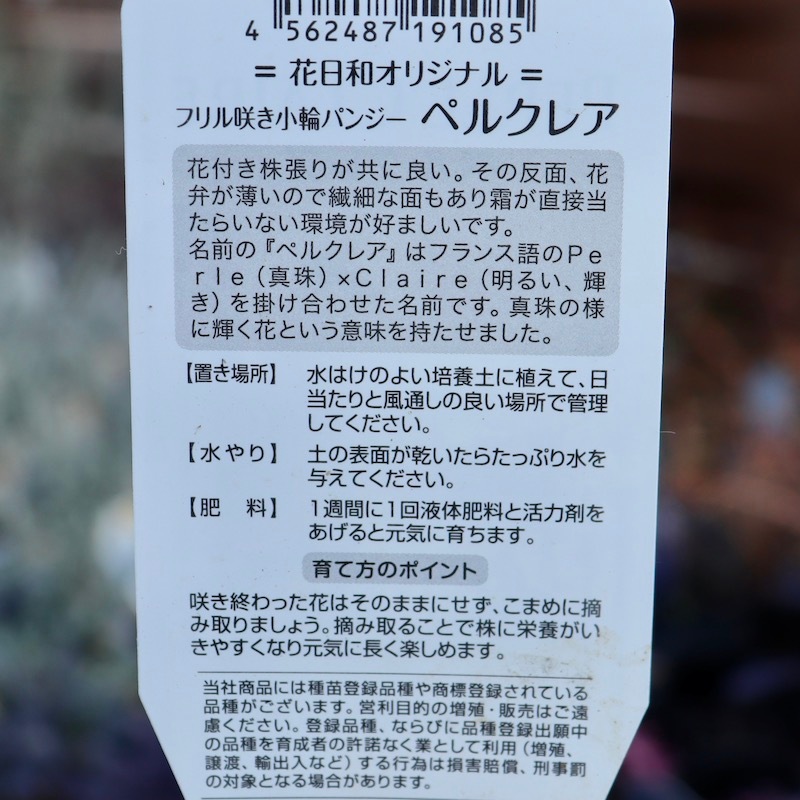 4 562487 191085
= 花日和オリジナル =
フリル咲き小輪パンジー ペルクレア
花付き株張りが共に良い。その反面、花
弁が薄いので繊細な面もあり霜が直接当
たらいない環境が好ましいです。
名前の『ペルクレア』はフランス語のPe
rle（真珠）×Claire（明るい、輝
き）を掛け合わせた名前です。真珠の様
に輝く花という意味を持たせました。
【置き場所】 水はけのよい培養土に植えて、日
当たりと風通しの良い場所で管理
してください。
【水やり】 土の表面が乾いたらたっぷり水を
与えてください。
【肥 料】 1週間に1回液体肥料と活力剤を
あげると元気に育ちます。
育て方のポイント
咲き終わった花はそのままにせず、こまめに摘
み取りましょう。摘み取ることで株に栄養がい
きやすくなり元気に長く楽しめます。
当社商品には種苗登録品種や商標登録されている
品種がございます。営利目的の増殖・販売はご遠
慮ください。登録品種、ならびに品種登録出願中
の品種を育成者の許諾なく業として利用（増殖、
譲渡、輸出入など）する行為は損害賠償、刑事罰
の対象となる場合があります。